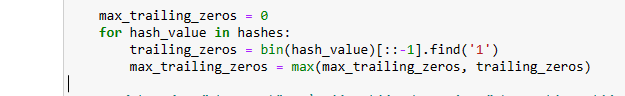 max_trailing_zeros = 0
for hash_value in hashes:
trailing_zeros = bin(hash_value)[::-1].find('1')
max_trailing_zeros = max(max_trailing_zeros, trailing_zeros)